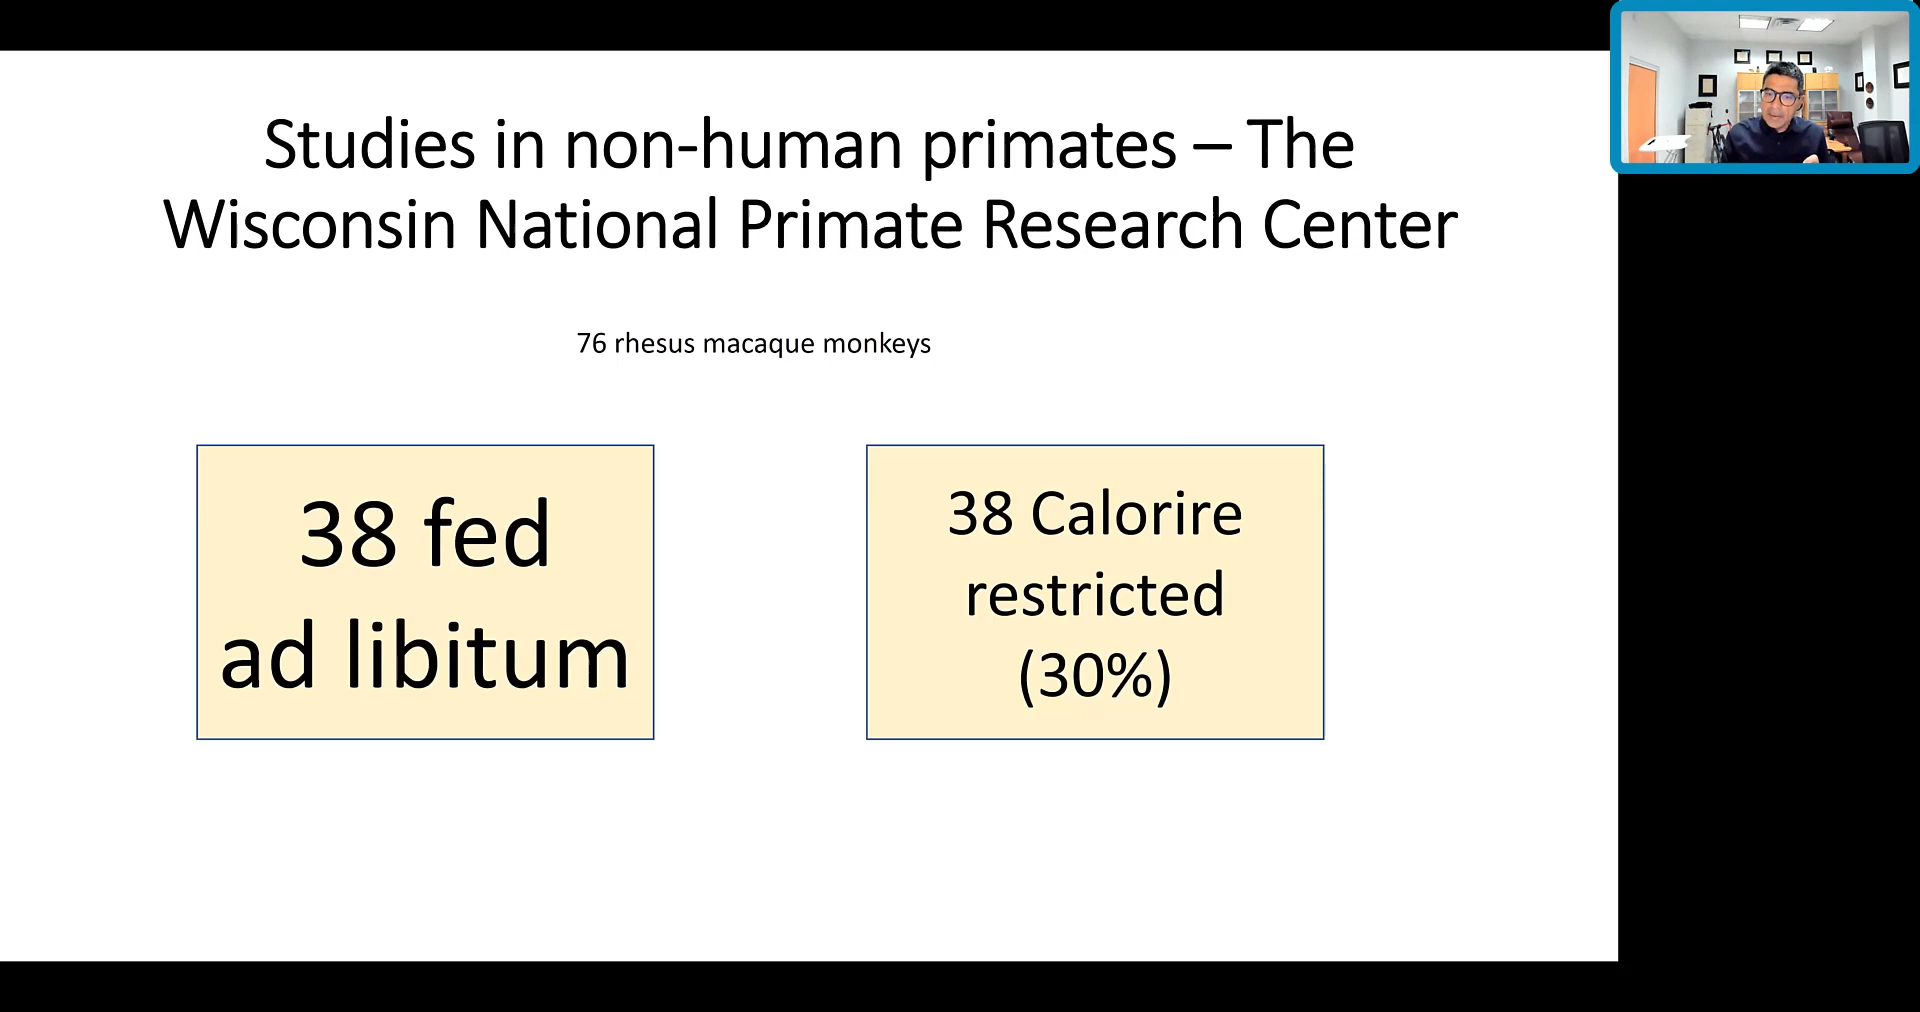 Studies in non-human primates – The
Wisconsin National Primate Research Center
76 rhesus macaque monkeys
38 fed
ad libitum
38 Calorire
restricted
(30%)